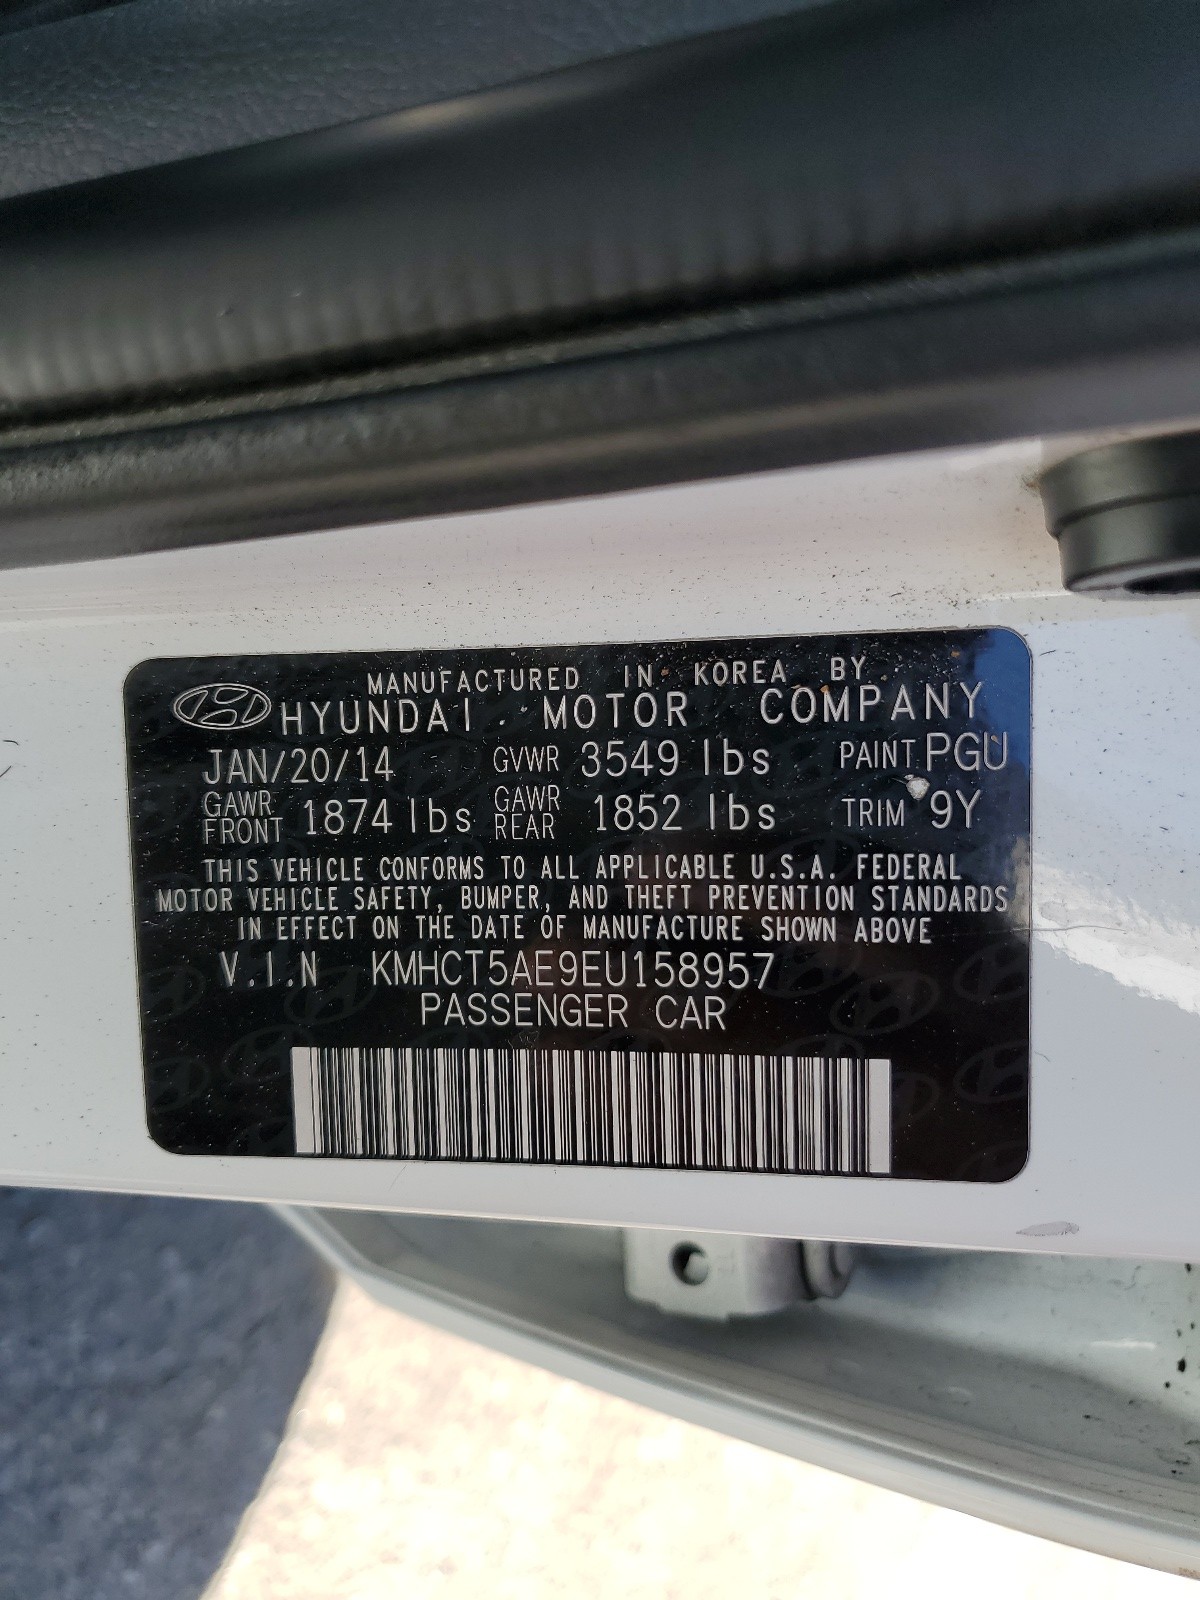 MANUFACTURED IN KOREA BY
HYUNDAI MOTOR COMPANY
JAN/20/14 GVWR 3549 lbs PAINT PGU
GAWR FRONT 1874 lbs GAWR REAR 1852 lbs TRIM 9Y
THIS VEHICLE CONFORMS TO ALL APPLICABLE U.S.A. FEDERAL
MOTOR VEHICLE SAFETY, BUMPER, AND THEFT PREVENTION STANDARDS
IN EFFECT ON THE DATE OF MANUFACTURE SHOWN ABOVE
V.I.N KMHCT5AE9EU158957
PASSENGER CAR